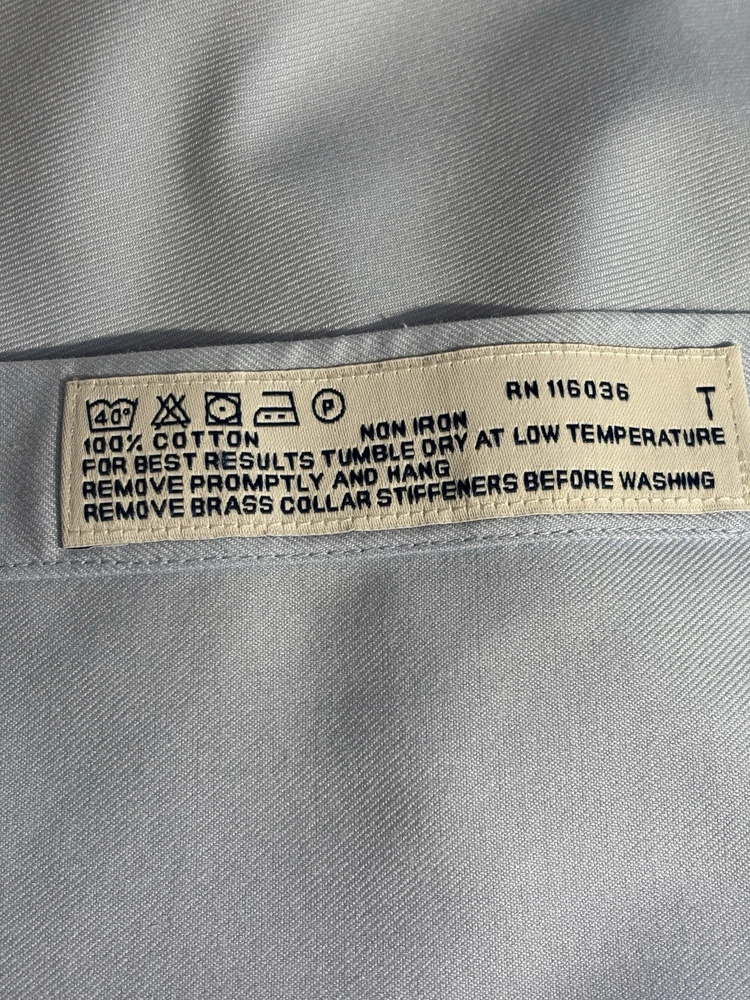 RN 116036 T
40° P
100% COTTON NON IRON
FOR BEST RESULTS TUMBLE DRY AT LOW TEMPERATURE
REMOVE PROMPTLY AND HANG
REMOVE BRASS COLLAR STIFFENERS BEFORE WASHING